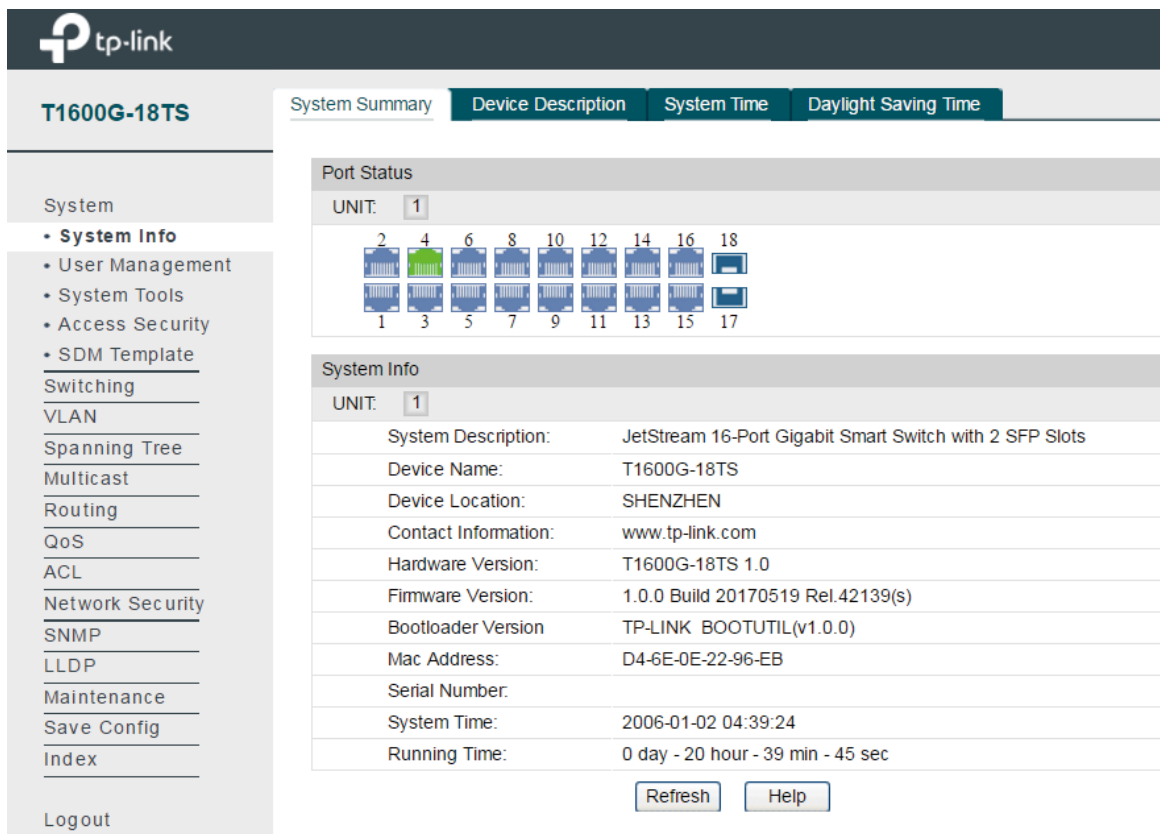 tp-link
T1600G-18TS
System Summary Device Description System Time Daylight Saving Time
Port Status
UNIT: 1
2 4 6 8 10 12 14 16 18
1 3 5 7 9 11 13 15 17
System Info
UNIT: 1
System Description: JetStream 16-Port Gigabit Smart Switch with 2 SFP Slots
Device Name: T1600G-18TS
Device Location: SHENZHEN
Contact Information: www.tp-link.com
Hardware Version: T1600G-18TS 1.0
Firmware Version: 1.0.0 Build 20170519 Rel.42139(s)
Bootloader Version TP-LINK BOOTUTIL(v1.0.0)
Mac Address: D4-6E-0E-22-96-EB
Serial Number:
System Time: 2006-01-02 04:39:24
Running Time: 0 day - 20 hour - 39 min - 45 sec
Refresh Help
System
• System Info
• User Management
• System Tools
• Access Security
• SDM Template
Switching
VLAN
Spanning Tree
Multicast
Routing
QoS
ACL
Network Security
SNMP
LLDP
Maintenance
Save Config
Index
Logout